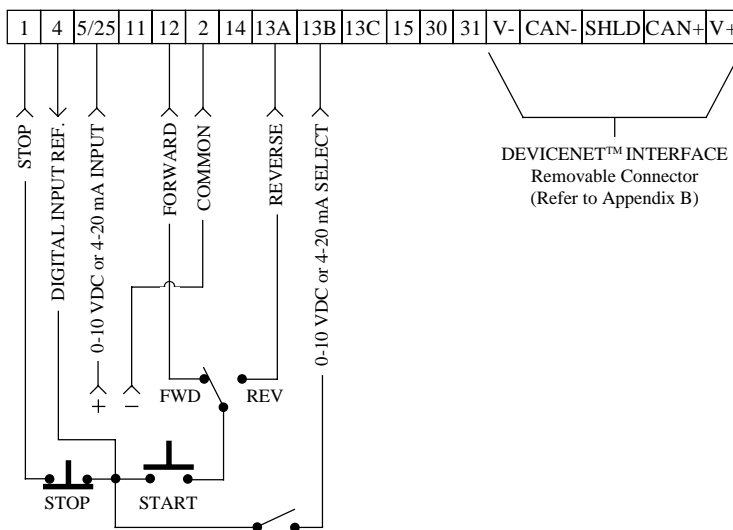 1 4 5/25 11 12 2 14 13A 13B 13C 15 30 31 V- CAN- SHLD CAN+ V+
STOP
DIGITAL INPUT REF.
0-10 VDC or 4-20 mA INPUT
FORWARD
COMMON
REVERSE
0-10 VDC or 4-20 mA SELECT
DEVICENET™ INTERFACE
Removable Connector
(Refer to Appendix B)
+ −
FWD REV
STOP START